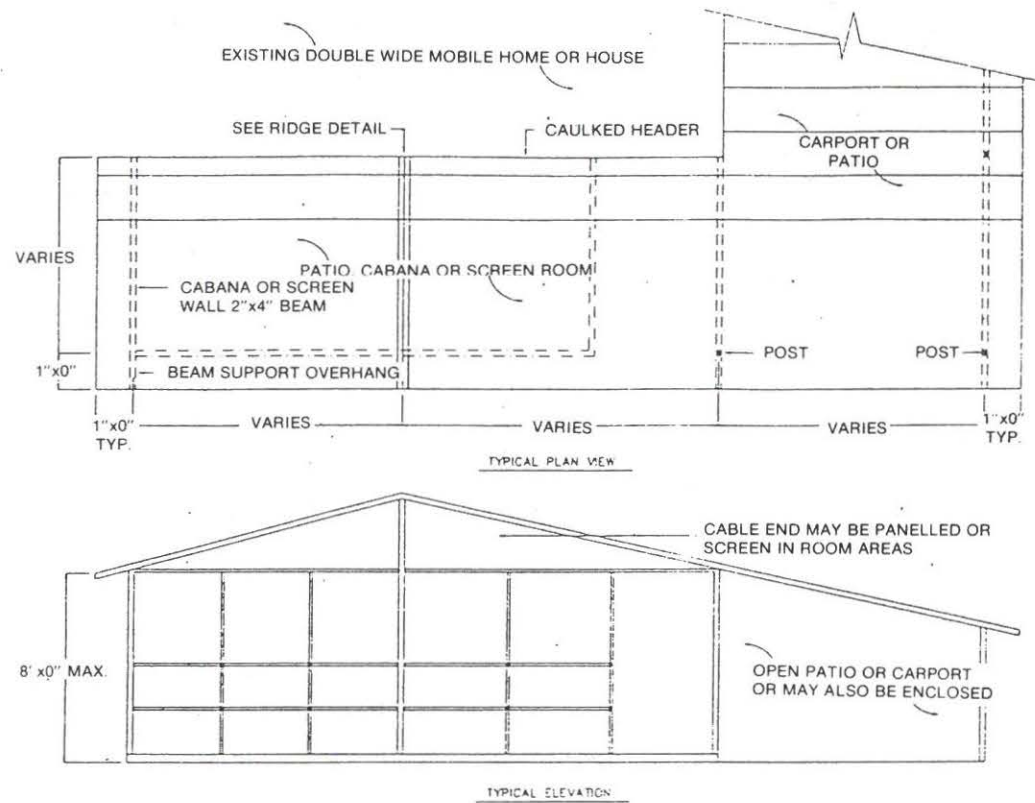 EXISTING DOUBLE WIDE MOBILE HOME OR HOUSE
SEE RIDGE DETAIL
CAULKED HEADER
CARPORT OR
PATIO
VARIES
PATIO, CABANA OR SCREEN ROOM
CABANA OR SCREEN
WALL 2"x4" BEAM
POST
POST
1"x0"
BEAM SUPPORT OVERHANG
1"x0"
TYP.
VARIES
VARIES
VARIES
1"x0"
TYP.
TYPICAL PLAN VIEW
CABLE END MAY BE PANELLED OR
SCREEN IN ROOM AREAS
8' x0" MAX.
OPEN PATIO OR CARPORT
OR MAY ALSO BE ENCLOSED
TYPICAL ELEVATION